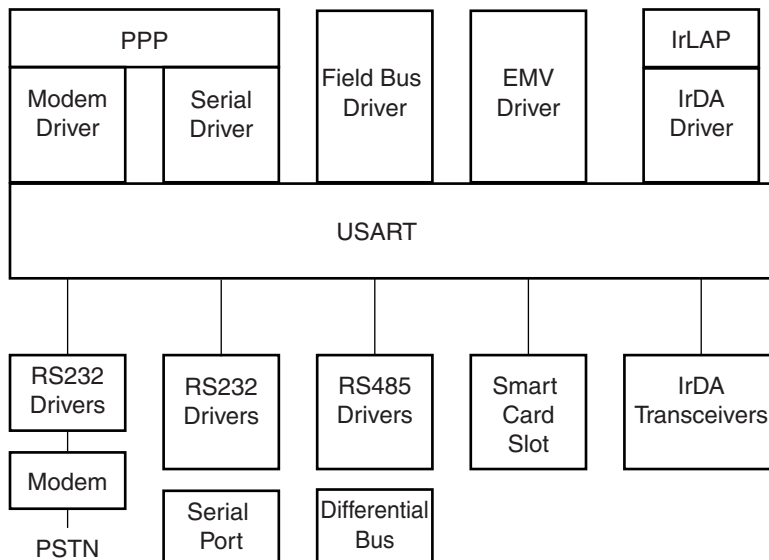 PPP
IrLAP
Modem
Driver
Serial
Driver
Field Bus
Driver
EMV
Driver
IrDA
Driver
USART
RS232
Drivers
RS232
Drivers
RS485
Drivers
Smart
Card
Slot
IrDA
Transceivers
Modem
PSTN
Serial
Port
Differential
Bus